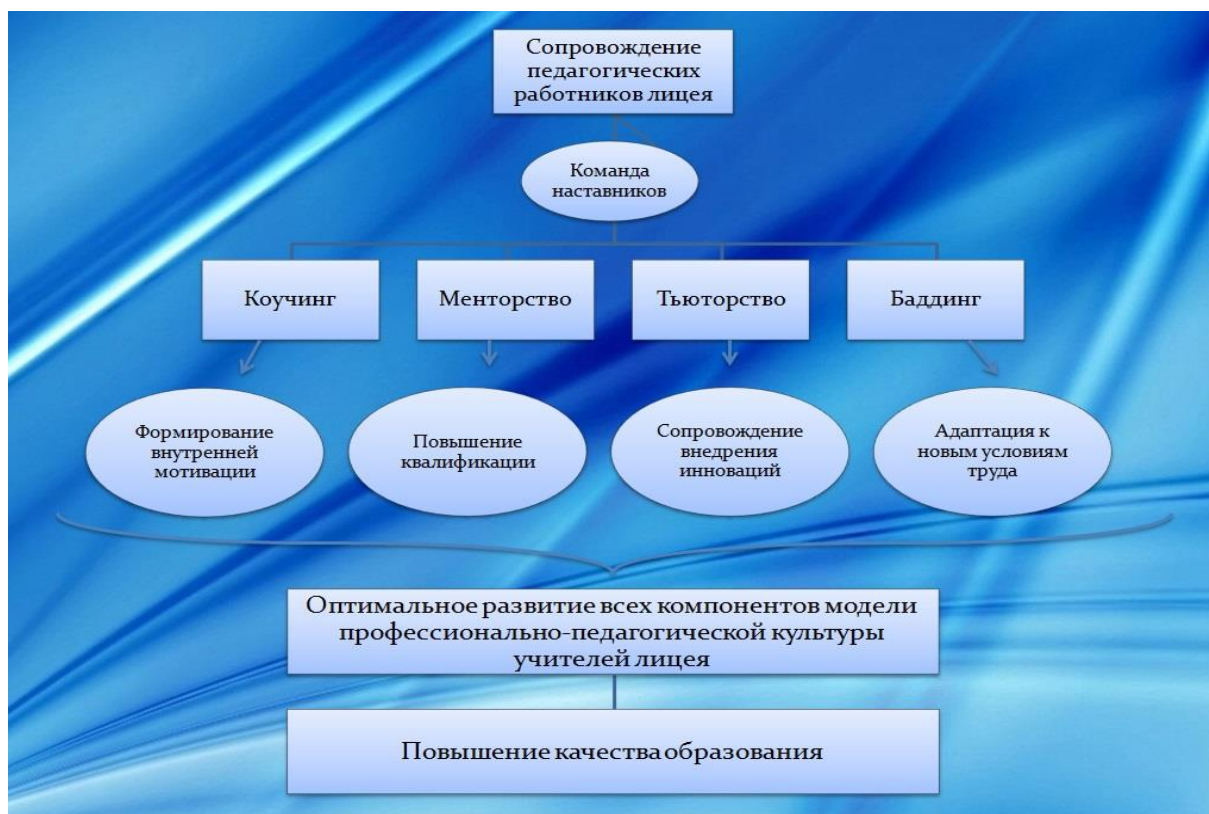 Сопровождение
педагогических
работников лицея
Команда
наставников
Коучинг
Менторство
Тьюторство
Баддинг
Формирование
внутренней
мотивации
Повышение
квалификации
Сопровождение
внедрения
инноваций
Адаптация к
новым условиям
труда
Оптимальное развитие всех компонентов модели
профессионально-педагогической культуры
учителей лицея
Повышение качества образования